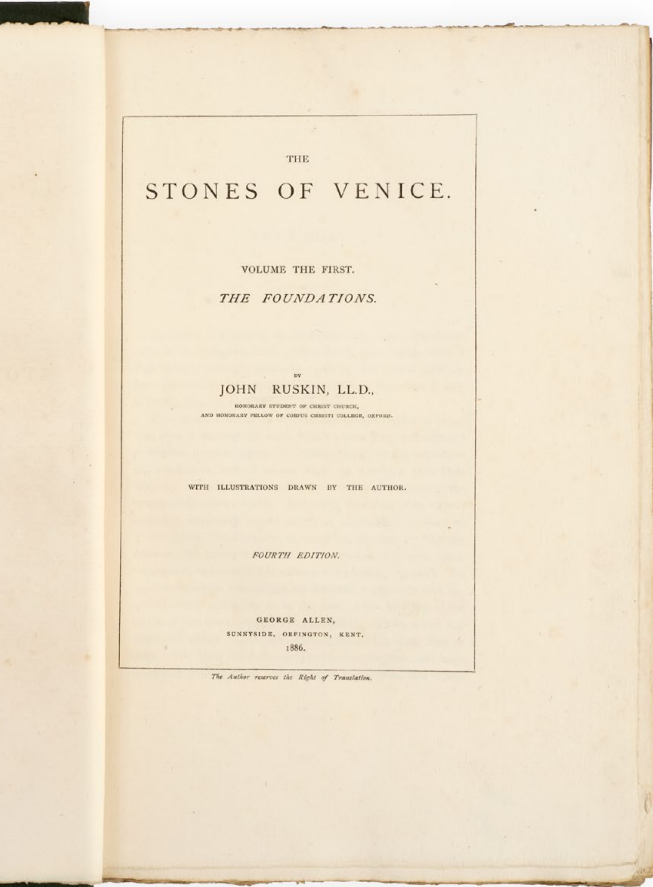 THE
STONES OF VENICE.
VOLUME THE FIRST.
THE FOUNDATIONS.
BY
JOHN RUSKIN, LL.D.,
HONORARY STUDENT OF CHRIST CHURCH,
AND HONORARY FELLOW OF CORPUS CHRISTI COLLEGE, OXFORD.
WITH ILLUSTRATIONS DRAWN BY THE AUTHOR.
FOURTH EDITION.
GEORGE ALLEN,
SUNNYSIDE, ORPINGTON, KENT.
1886.
The Author reserves the Right of Translation.